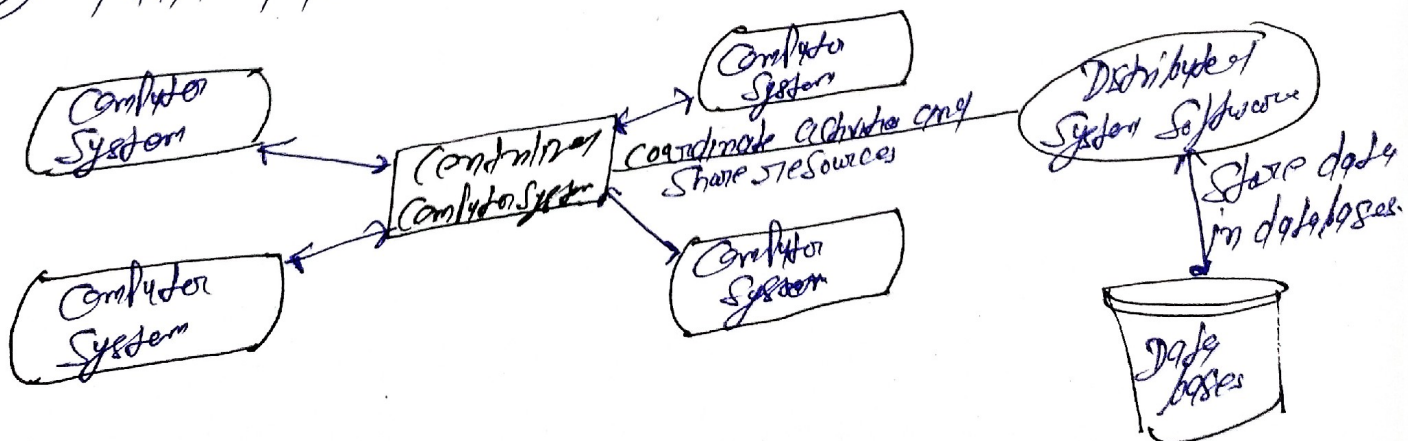 Computer
System
Computer
System
Centralized
Computer System
Computer
System
Coordinate activities and
Share resources
Computer
System
Distributed
System Software
Store data
in databases.
Data
bases